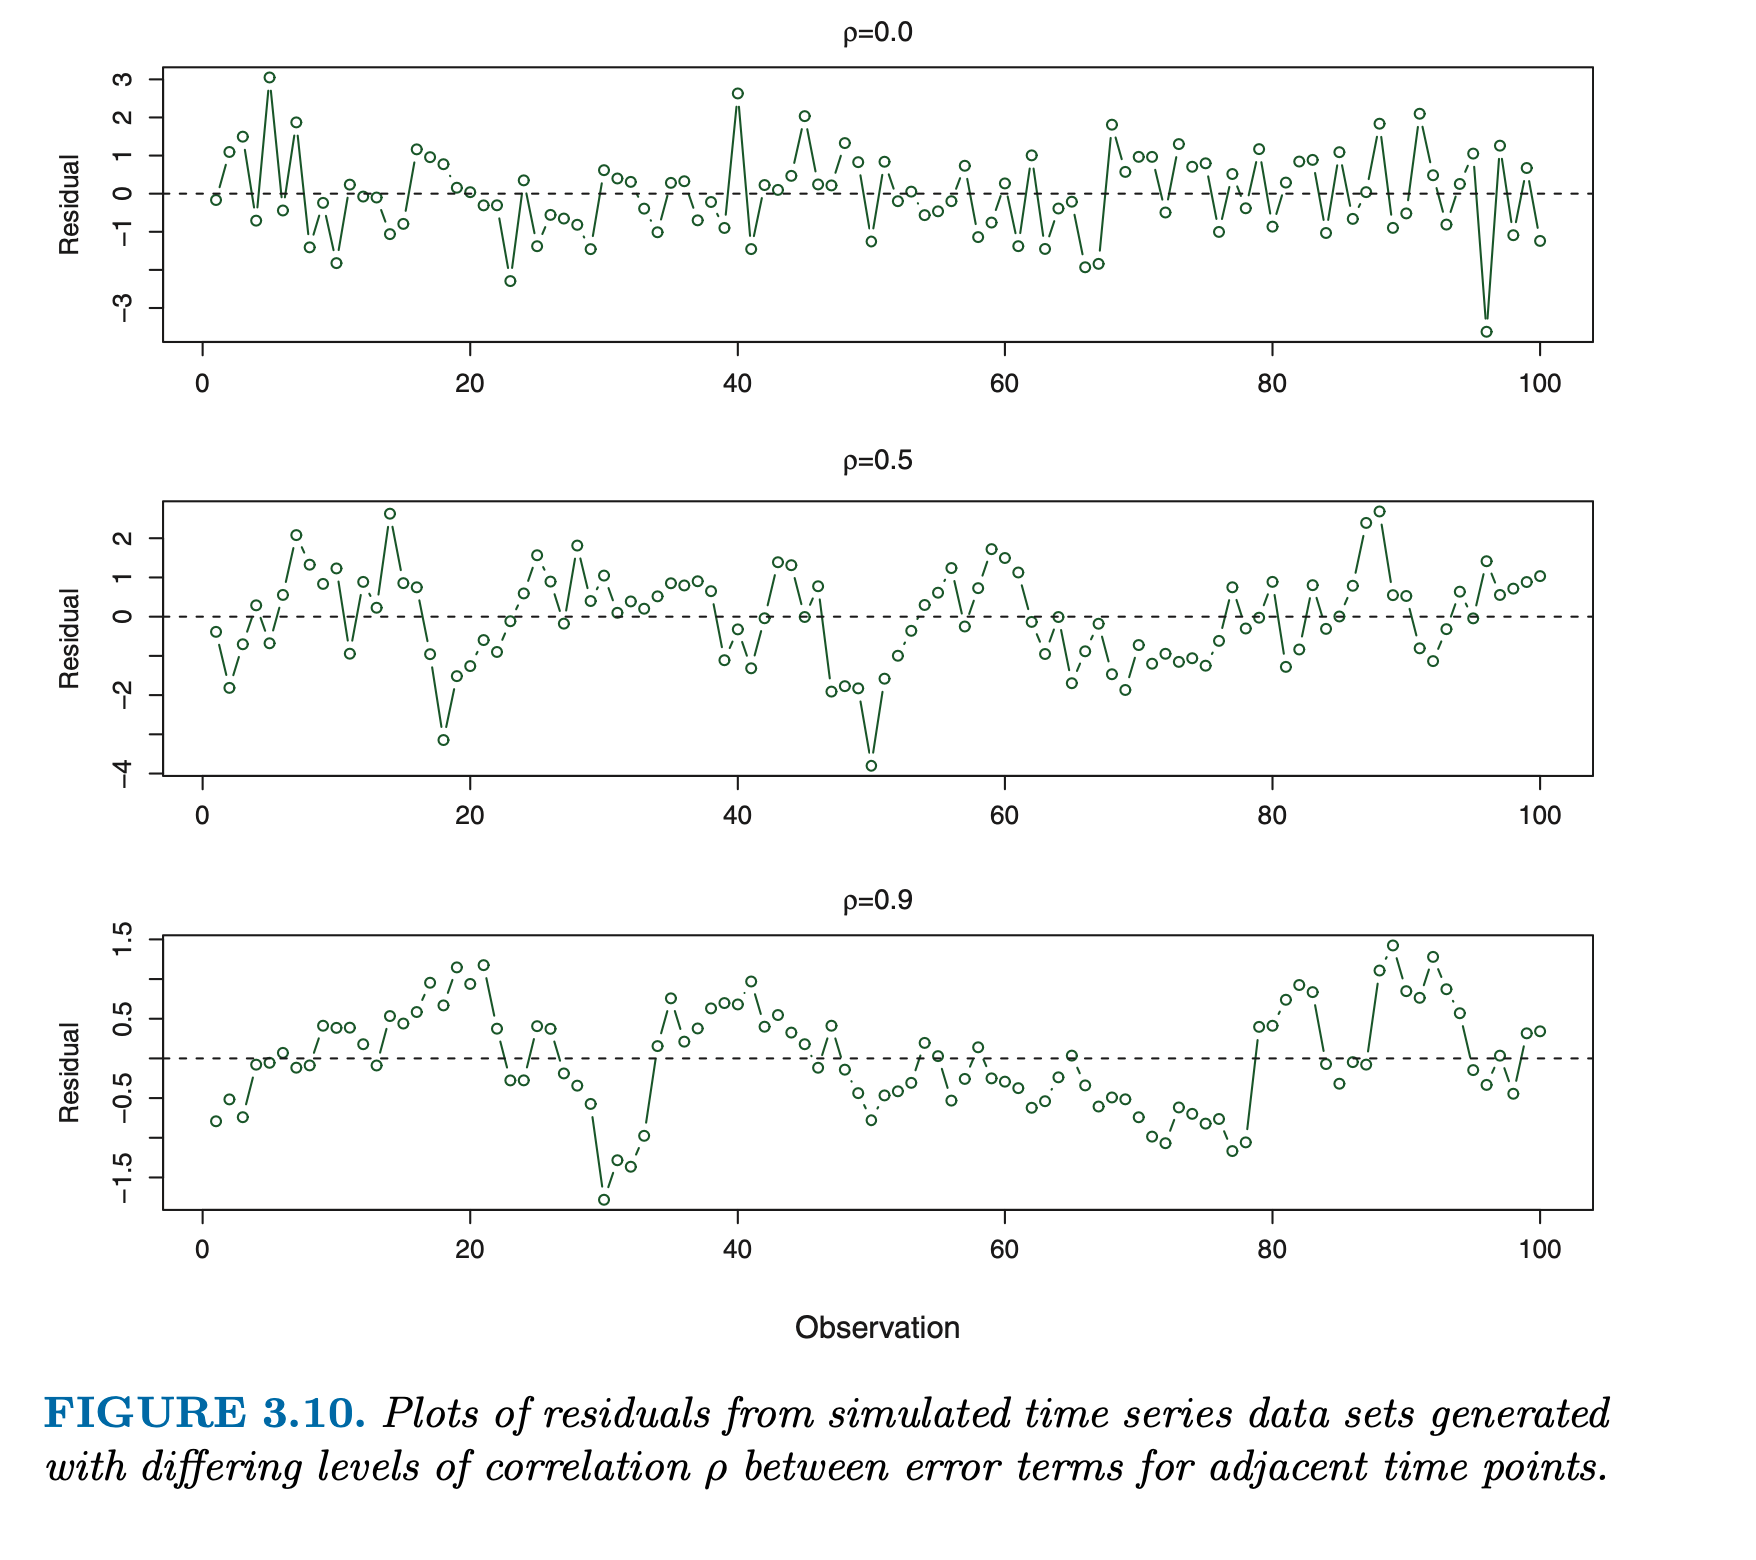 ρ=0.0
3
2
1
0
−1
−3
Residual
0 20 40 60 80 100
ρ=0.5
2
1
0
−2
−4
Residual
0 20 40 60 80 100
ρ=0.9
1.5
0.5
−0.5
−1.5
Residual
0 20 40 60 80 100
Observation
FIGURE 3.10. Plots of residuals from simulated time series data sets generated
with differing levels of correlation ρ between error terms for adjacent time points.